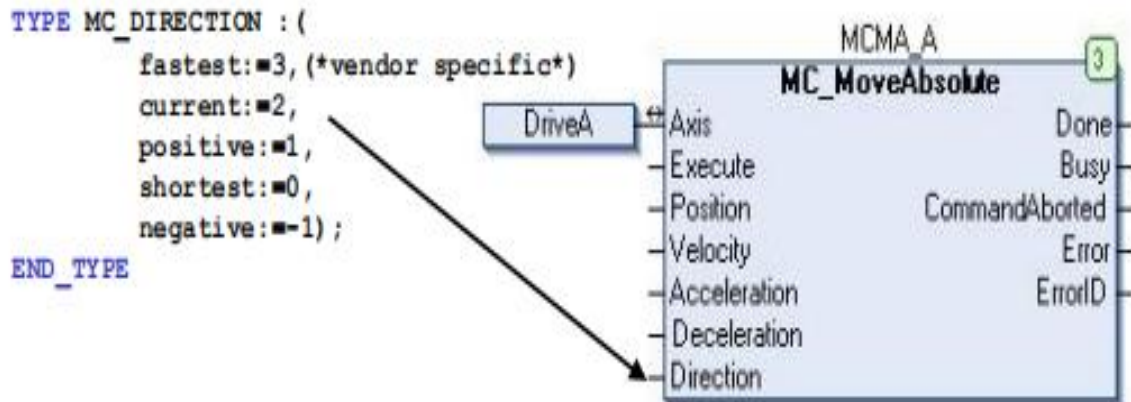 TYPE MC_DIRECTION :(
fastest:=3,(*vendor specific*)
current:=2,
positive:=1,
shortest:=0,
negative:=-1);
END_TYPE
MCMA_A
3
MC_MoveAbsolute
DriveA
Axis
Done
Execute
Busy
Position
CommandAborted
Velocity
Error
Acceleration
ErrorID
Deceleration
Direction